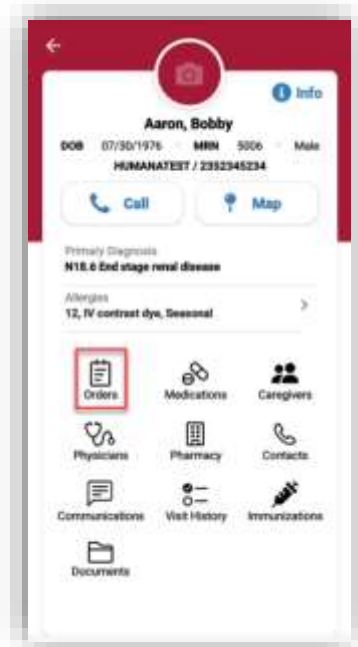 Info
Aaron, Bobby
DOB 07/30/1976 MRN 5006 Male
HUMANATEST / 2352345234
Call Map
Primary Diagnosis
N18.6 End stage renal disease
Allergies
12, IV contrast dye, Seasonal
Orders Medications Caregivers
Physicians Pharmacy Contacts
Communications Visit History Immunizations
Documents